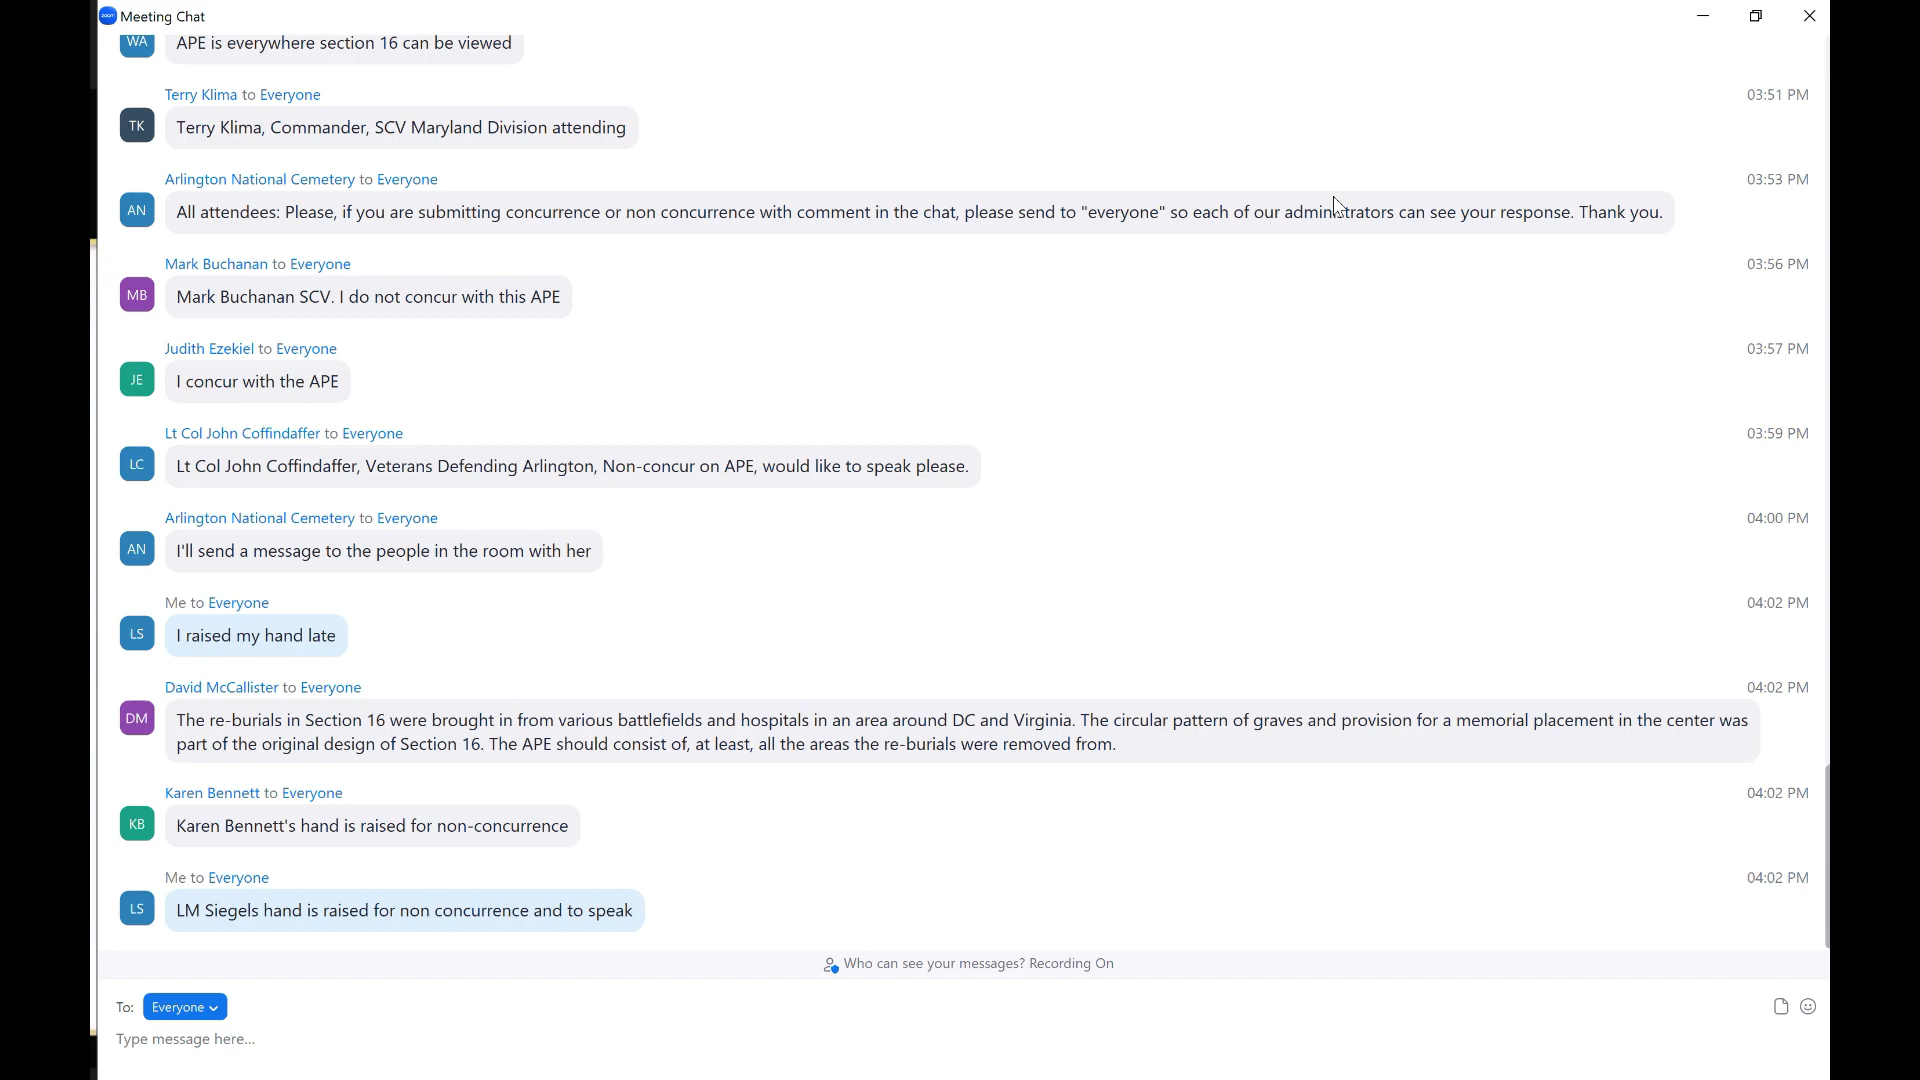 zoom Meeting Chat
WA APE is everywhere section 16 can be viewed
Terry Klima to Everyone 03:51 PM
TK Terry Klima, Commander, SCV Maryland Division attending
Arlington National Cemetery to Everyone 03:53 PM
AN All attendees: Please, if you are submitting concurrence or non concurrence with comment in the chat, please send to "everyone" so each of our administrators can see your response. Thank you.
Mark Buchanan to Everyone 03:56 PM
MB Mark Buchanan SCV. I do not concur with this APE
Judith Ezekiel to Everyone 03:57 PM
JE I concur with the APE
Lt Col John Coffindaffer to Everyone 03:59 PM
LC Lt Col John Coffindaffer, Veterans Defending Arlington, Non-concur on APE, would like to speak please.
Arlington National Cemetery to Everyone 04:00 PM
AN I'll send a message to the people in the room with her
Me to Everyone 04:02 PM
LS I raised my hand late
David McCallister to Everyone 04:02 PM
DM The re-burials in Section 16 were brought in from various battlefields and hospitals in an area around DC and Virginia. The circular pattern of graves and provision for a memorial placement in the center was
part of the original design of Section 16. The APE should consist of, at least, all the areas the re-burials were removed from.
Karen Bennett to Everyone 04:02 PM
KB Karen Bennett's hand is raised for non-concurrence
Me to Everyone 04:02 PM
LS LM Siegels hand is raised for non concurrence and to speak
Who can see your messages? Recording On
To: Everyone
Type message here...